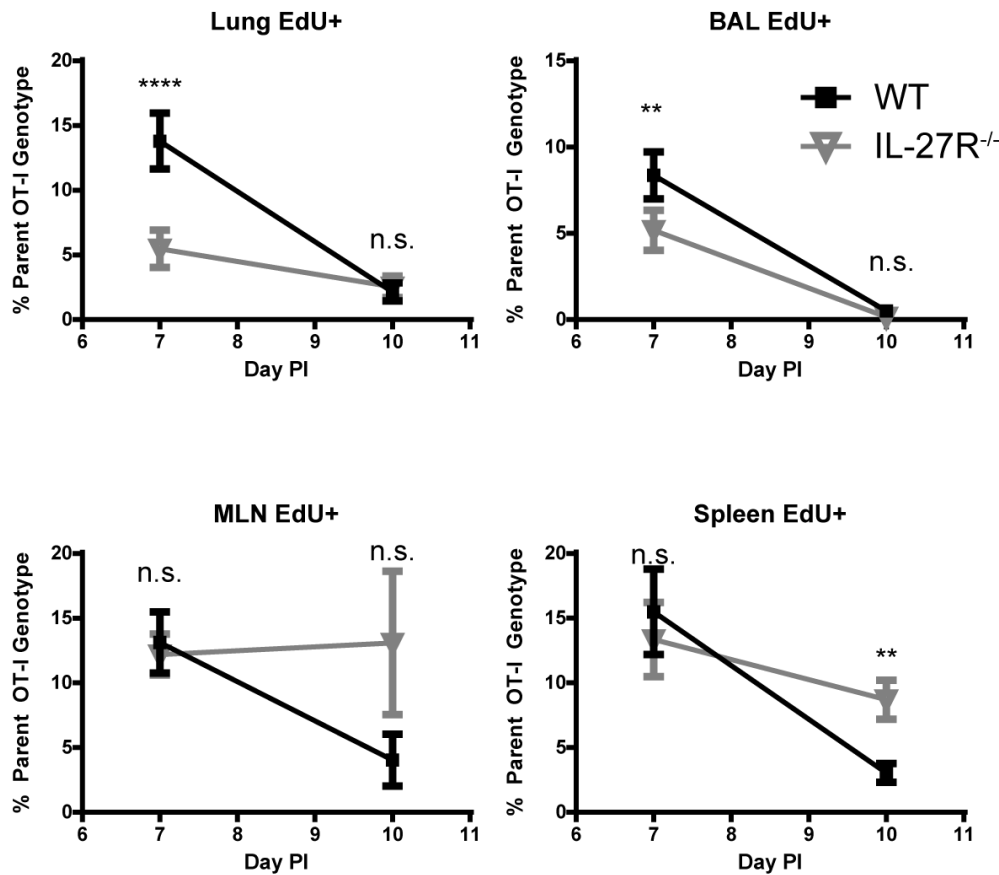 Lung EdU+
% Parent OT-I Genotype
20
15
10
5
0
6 7 8 9 10 11
Day PI
****
n.s.
BAL EdU+
% Parent OT-I Genotype
15
10
5
0
6 7 8 9 10 11
Day PI
**
n.s.
WT
IL-27R-/-
MLN EdU+
% Parent OT-I Genotype
20
15
10
5
0
6 7 8 9 10 11
Day PI
n.s.
n.s.
Spleen EdU+
% Parent OT-I Genotype
20
15
10
5
0
6 7 8 9 10 11
Day PI
n.s.
**